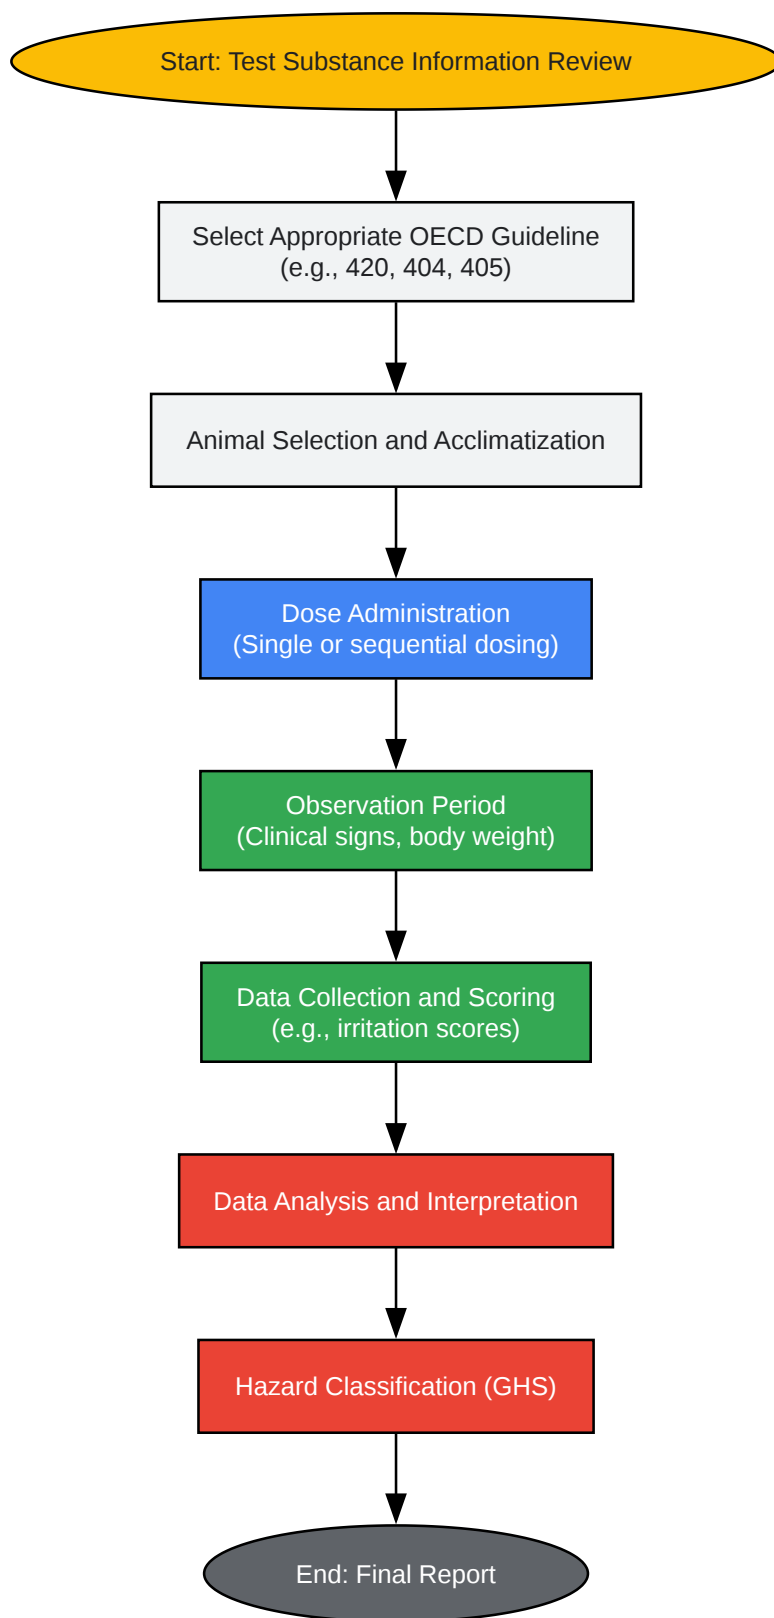 Start: Test Substance Information Review
Select Appropriate OECD Guideline
(e.g., 420, 404, 405)
Animal Selection and Acclimatization
Dose Administration
(Single or sequential dosing)
Observation Period
(Clinical signs, body weight)
Data Collection and Scoring
(e.g., irritation scores)
Data Analysis and Interpretation
Hazard Classification (GHS)
End: Final Report